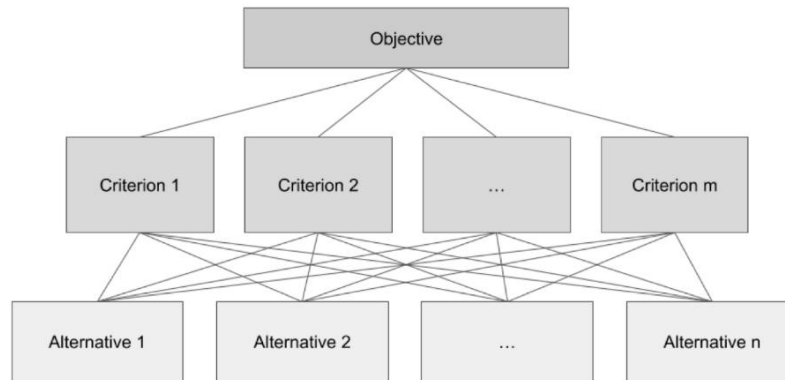 Objective
Criterion 1
Criterion 2
…
Criterion m
Alternative 1
Alternative 2
…
Alternative n